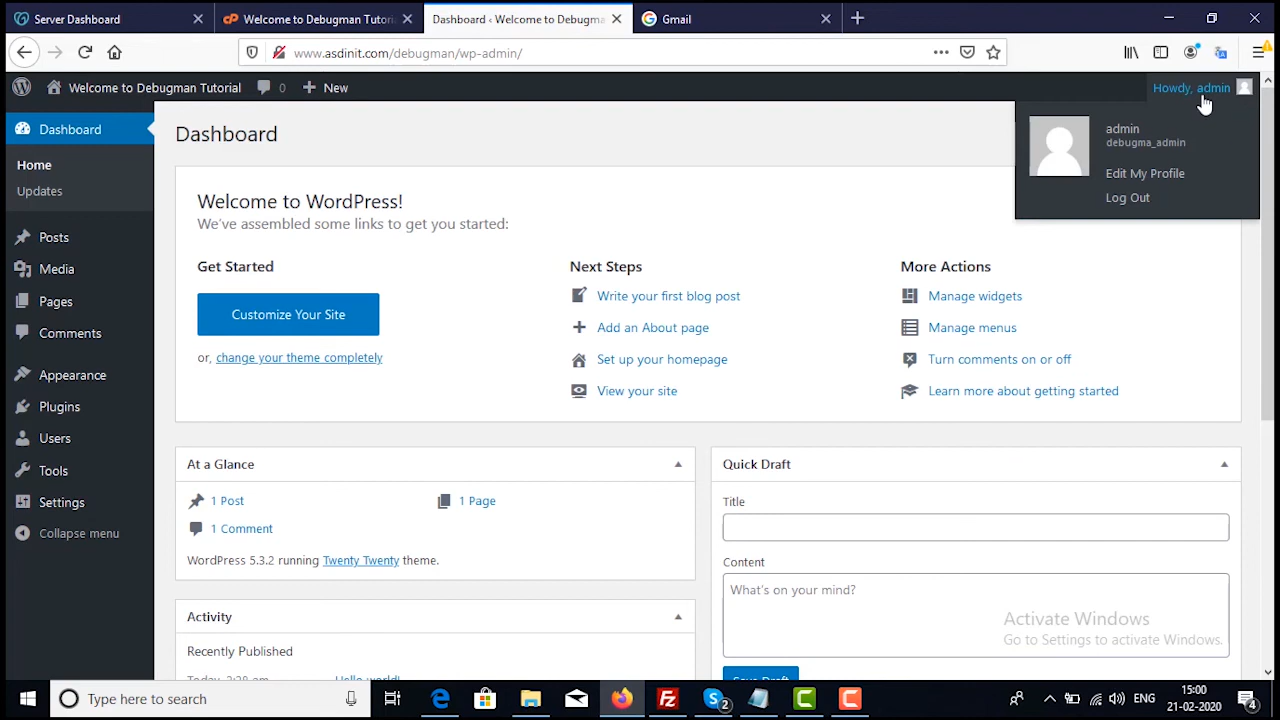 Server Dashboard
Welcome to Debugman Tutori
Dashboard ‹ Welcome to Debugma
Gmail
www.asdinit.com/debugman/wp-admin/
Welcome to Debugman Tutorial
0
New
Howdy, admin
admin
debugma_admin
Edit My Profile
Log Out
Dashboard
Home
Updates
Posts
Media
Pages
Comments
Appearance
Plugins
Users
Tools
Settings
Collapse menu
Dashboard
Welcome to WordPress!
We've assembled some links to get you started:
Get Started
Customize Your Site
or, change your theme completely
Next Steps
Write your first blog post
Add an About page
Set up your homepage
View your site
More Actions
Manage widgets
Manage menus
Turn comments on or off
Learn more about getting started
At a Glance
1 Post
1 Page
1 Comment
WordPress 5.3.2 running Twenty Twenty theme.
Activity
Recently Published
Today, 2:28 am
Hello world!
Quick Draft
Title
Content
What's on your mind?
Save Draft
Activate Windows
Go to Settings to activate Windows.
Type here to search
2
ENG
15:00
21-02-2020
4